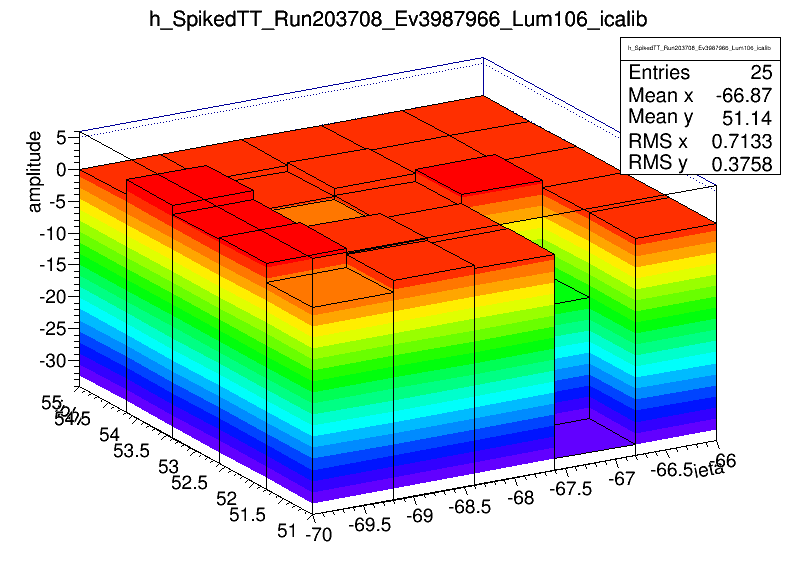 h_SpikedTT_Run203708_Ev3987966_Lum106_icalib
h_SpikedTT_Run203708_Ev3987966_Lum106_icalib
Entries 25
Mean x -66.87
Mean y 51.14
RMS x 0.7133
RMS y 0.3758
amplitude
5
0
-5
-10
-15
-20
-25
-30
55
54.5
54
53.5
53
52.5
52
51.5
51
-70
-69.5
-69
-68.5
-68
-67.5
-67
-66.5
-66
ieta